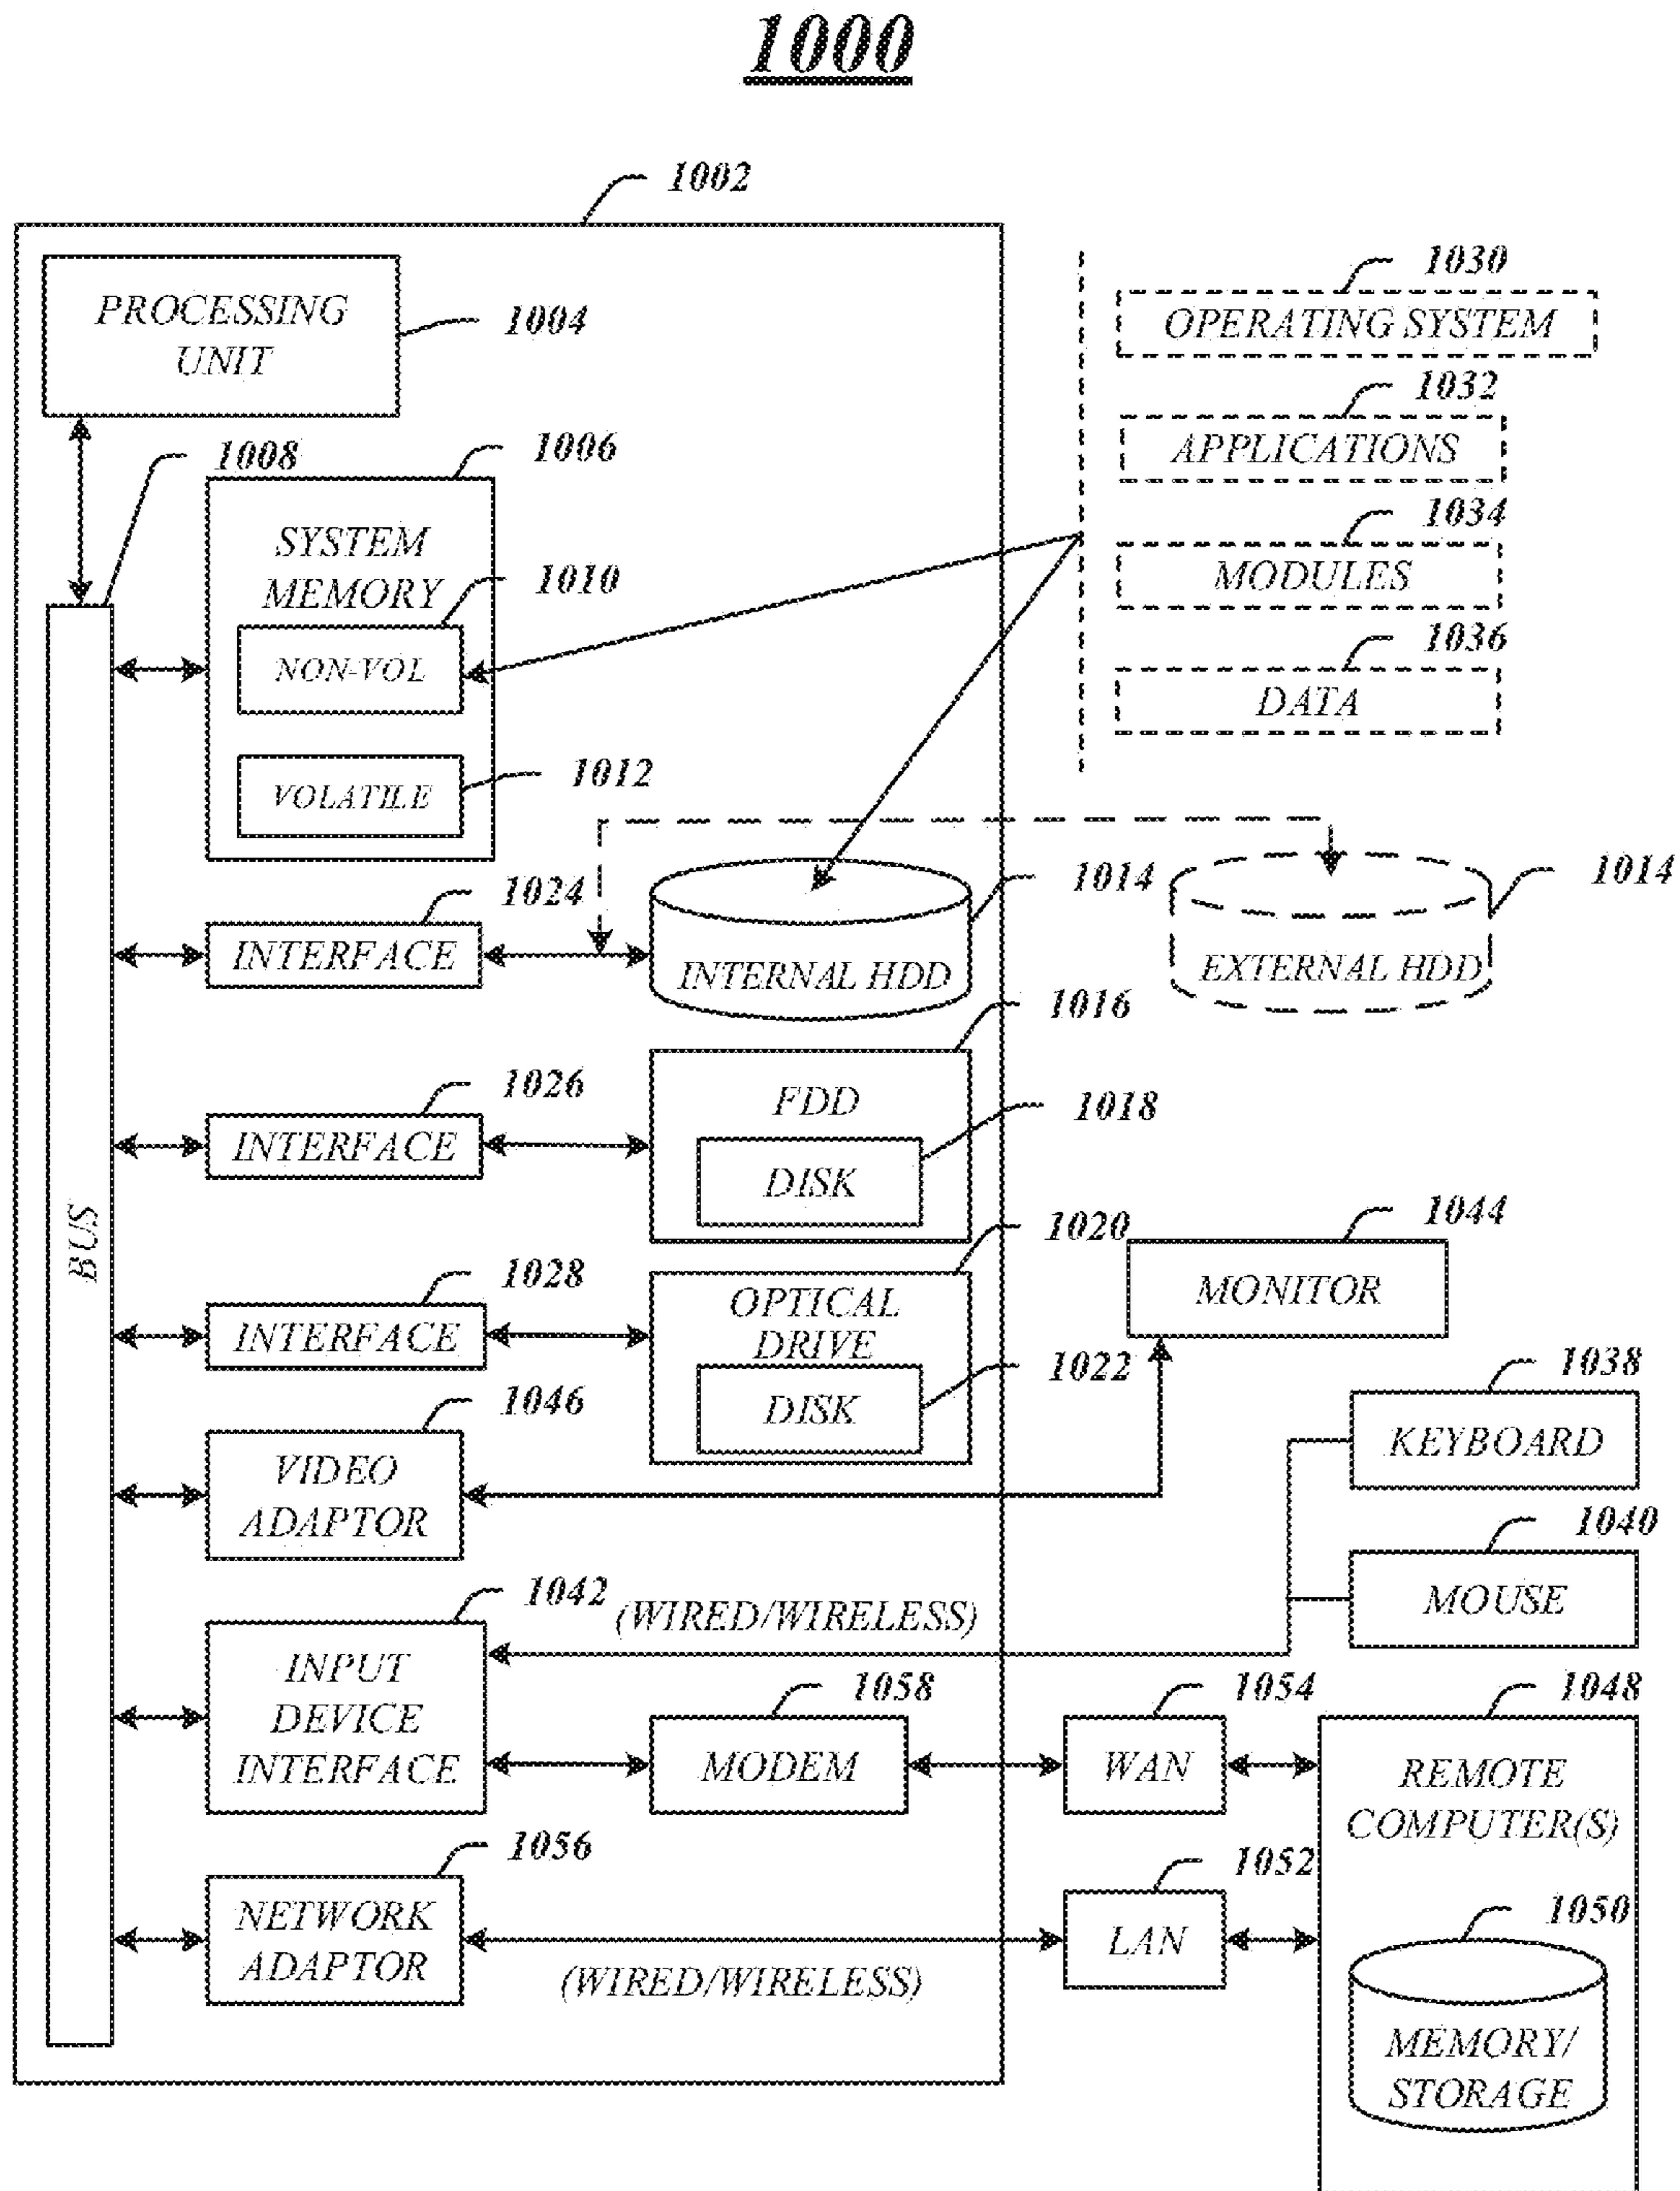 1000
1002
PROCESSING
UNIT
1004
1030
OPERATING SYSTEM
1032
APPLICATIONS
1034
MODULES
1036
DATA
1008
1006
SYSTEM
MEMORY
1010
NON-VOL
1012
VOLATILE
BUS
1024
INTERFACE
1014
INTERNAL HDD
1014
EXTERNAL HDD
1016
FDD
1018
DISK
1026
INTERFACE
1020
OPTICAL
DRIVE
1022
DISK
1028
INTERFACE
1044
MONITOR
1046
VIDEO
ADAPTOR
1038
KEYBOARD
1040
MOUSE
1042
INPUT
DEVICE
INTERFACE
(WIRED/WIRELESS)
1058
MODEM
1054
WAN
1048
REMOTE
COMPUTER(S)
1056
NETWORK
ADAPTOR
(WIRED/WIRELESS)
1052
LAN
1050
MEMORY/
STORAGE